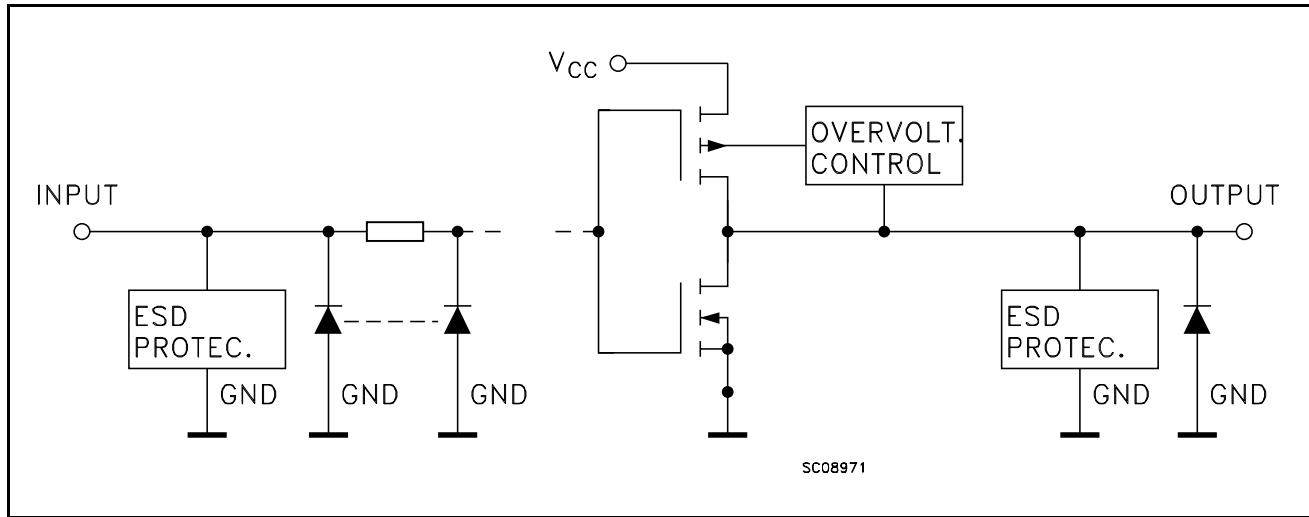 VCC
OVERVOLT.
CONTROL
INPUT
OUTPUT
ESD
PROTEC.
ESD
PROTEC.
GND
GND
GND
GND
GND
SC08971